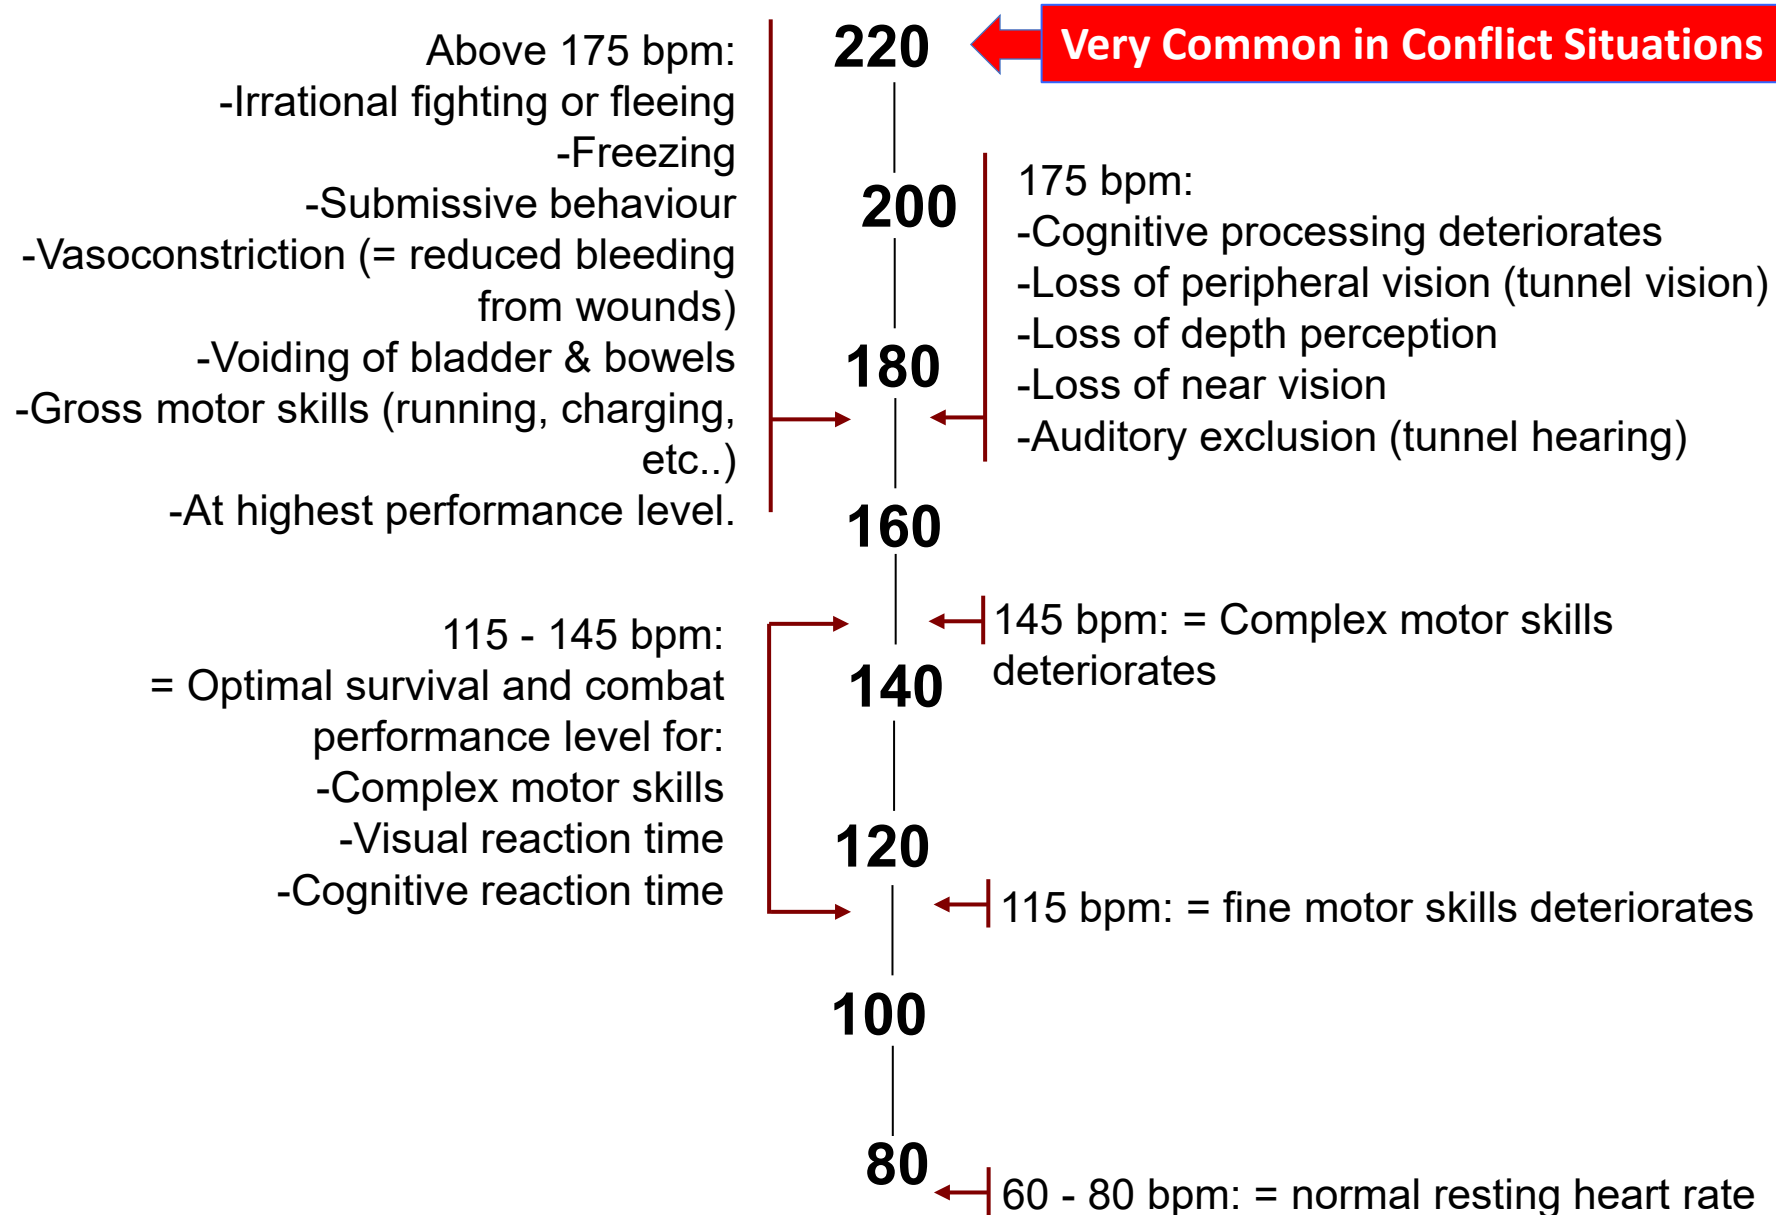 220
Very Common in Conflict Situations
Above 175 bpm:
-Irrational fighting or fleeing
-Freezing
-Submissive behaviour
-Vasoconstriction (= reduced bleeding
from wounds)
-Voiding of bladder & bowels
-Gross motor skills (running, charging,
etc..)
-At highest performance level.
200
175 bpm:
-Cognitive processing deteriorates
-Loss of peripheral vision (tunnel vision)
-Loss of depth perception
-Loss of near vision
-Auditory exclusion (tunnel hearing)
180
160
115 - 145 bpm:
= Optimal survival and combat
performance level for:
-Complex motor skills
-Visual reaction time
-Cognitive reaction time
145 bpm: = Complex motor skills
deteriorates
140
120
115 bpm: = fine motor skills deteriorates
100
80
60 - 80 bpm: = normal resting heart rate